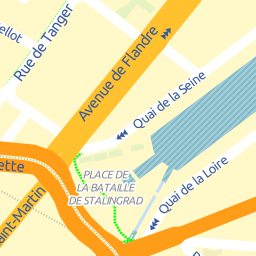 ellot
Rue de Tanger
Avenue de Flandre
Quai de la Seine
ette
PLACE DE
LA BATAILLE
DE STALINGRAD
Quai de la Loire
aint-Martin